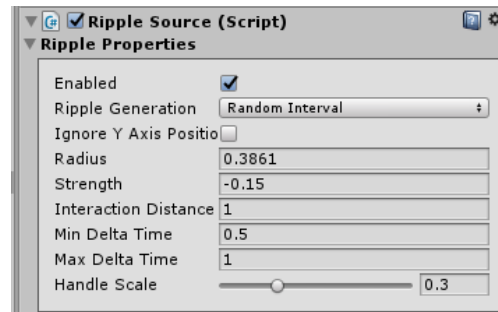 Ripple Source (Script)
Ripple Properties
Enabled
Ripple Generation Random Interval
Ignore Y Axis Positio
Radius 0.3861
Strength -0.15
Interaction Distance 1
Min Delta Time 0.5
Max Delta Time 1
Handle Scale 0.3